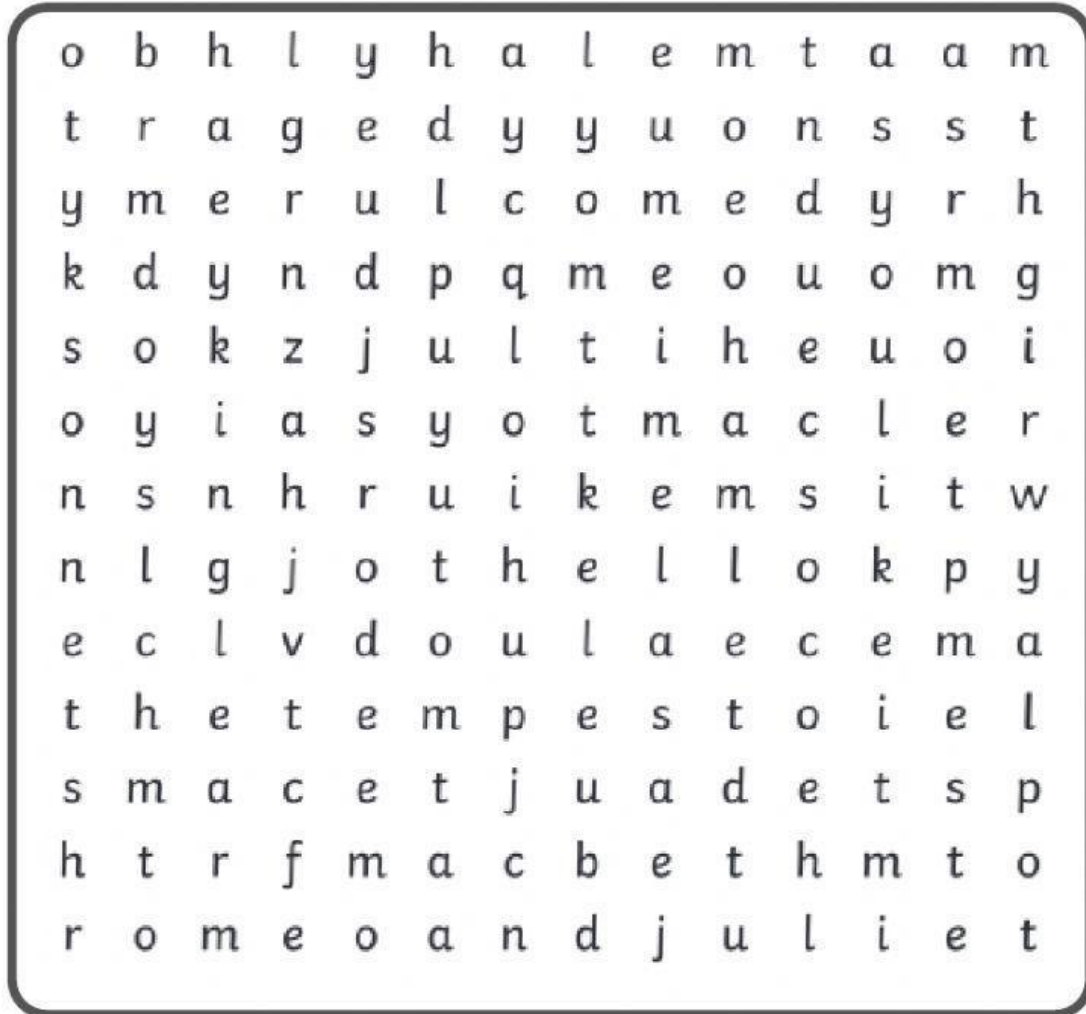 o b h l y h a l e m t a a m
t r a g e d y y u o n s s t
y m e r u l c o m e d y r h
k d y n d p q m e o u o m g
s o k z j u l t i h e u o i
o y i a s y o t m a c l e r
n s n h r u i k e m s i t w
n l g j o t h e l l o k p y
e c l v d o u l a e c e m a
t h e t e m p e s t o i e l
s m a c e t j u a d e t s p
h t r f m a c b e t h m t o
r o m e o a n d j u l i e t